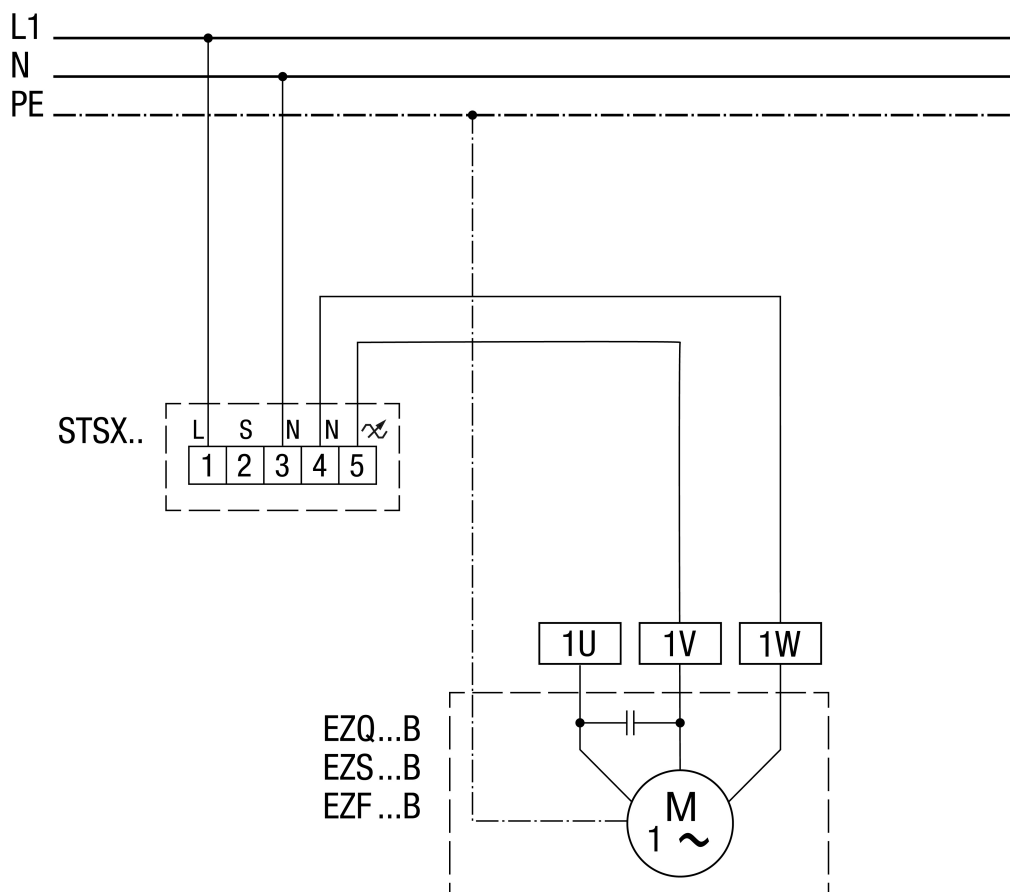 L1
N
PE
STSX..
L S N N
1 2 3 4 5
1U 1V 1W
EZQ...B
EZS...B
EZF...B
M
1 ~